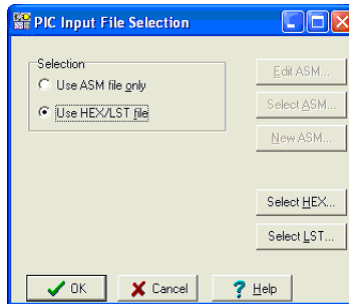 PIC Input File Selection
Selection
Use ASM file only
Use HEX/LST file
Edit ASM...
Select ASM...
New ASM...
Select HEX...
Select LST...
OK
Cancel
? Help